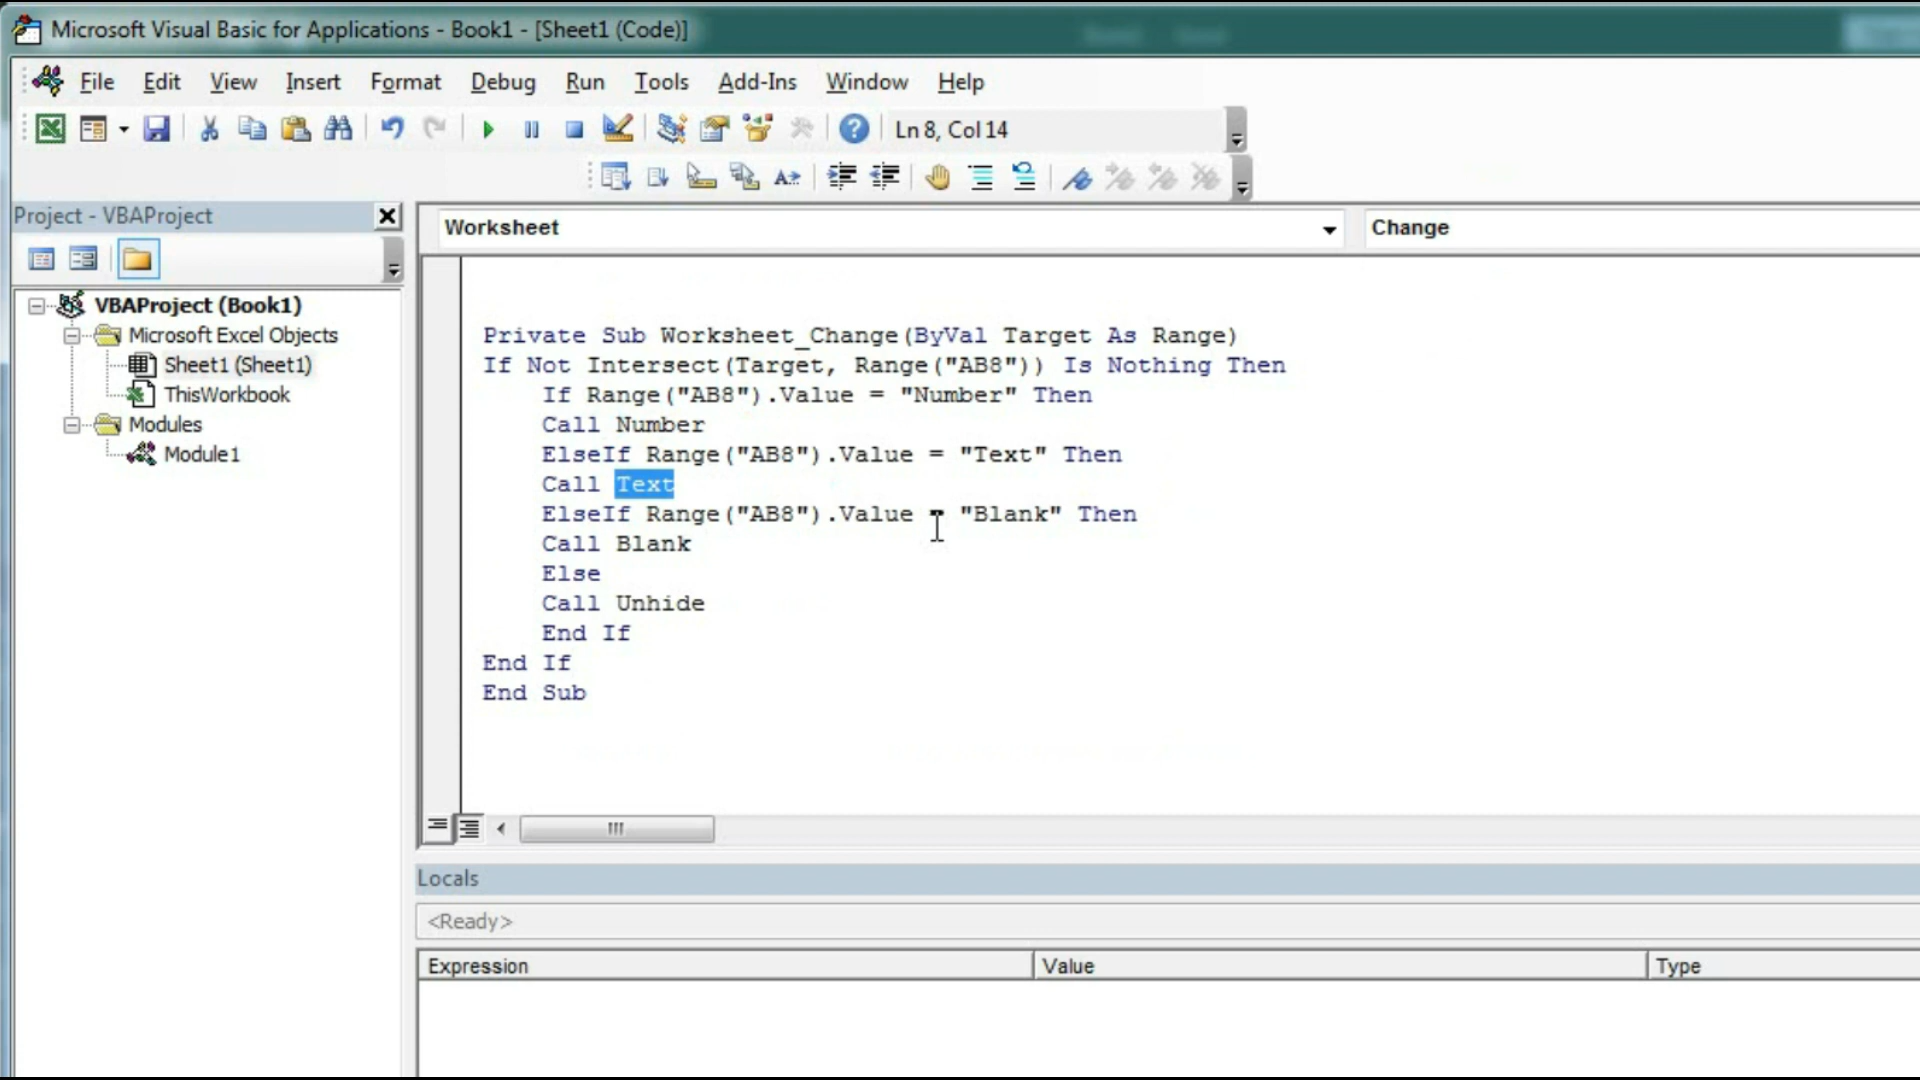 Microsoft Visual Basic for Applications - Book1 - [Sheet1 (Code)]
File Edit View Insert Format Debug Run Tools Add-Ins Window Help
Ln 8, Col 14
Project - VBAProject
VBAProject (Book1)
Microsoft Excel Objects
Sheet1 (Sheet1)
ThisWorkbook
Modules
Module1
Worksheet
Change
Private Sub Worksheet_Change(ByVal Target As Range)
If Not Intersect(Target, Range("AB8")) Is Nothing Then
If Range("AB8").Value = "Number" Then
Call Number
ElseIf Range("AB8").Value = "Text" Then
Call Text
ElseIf Range("AB8").Value = "Blank" Then
Call Blank
Else
Call Unhide
End If
End If
End Sub
Locals
<Ready>
Expression Value Type